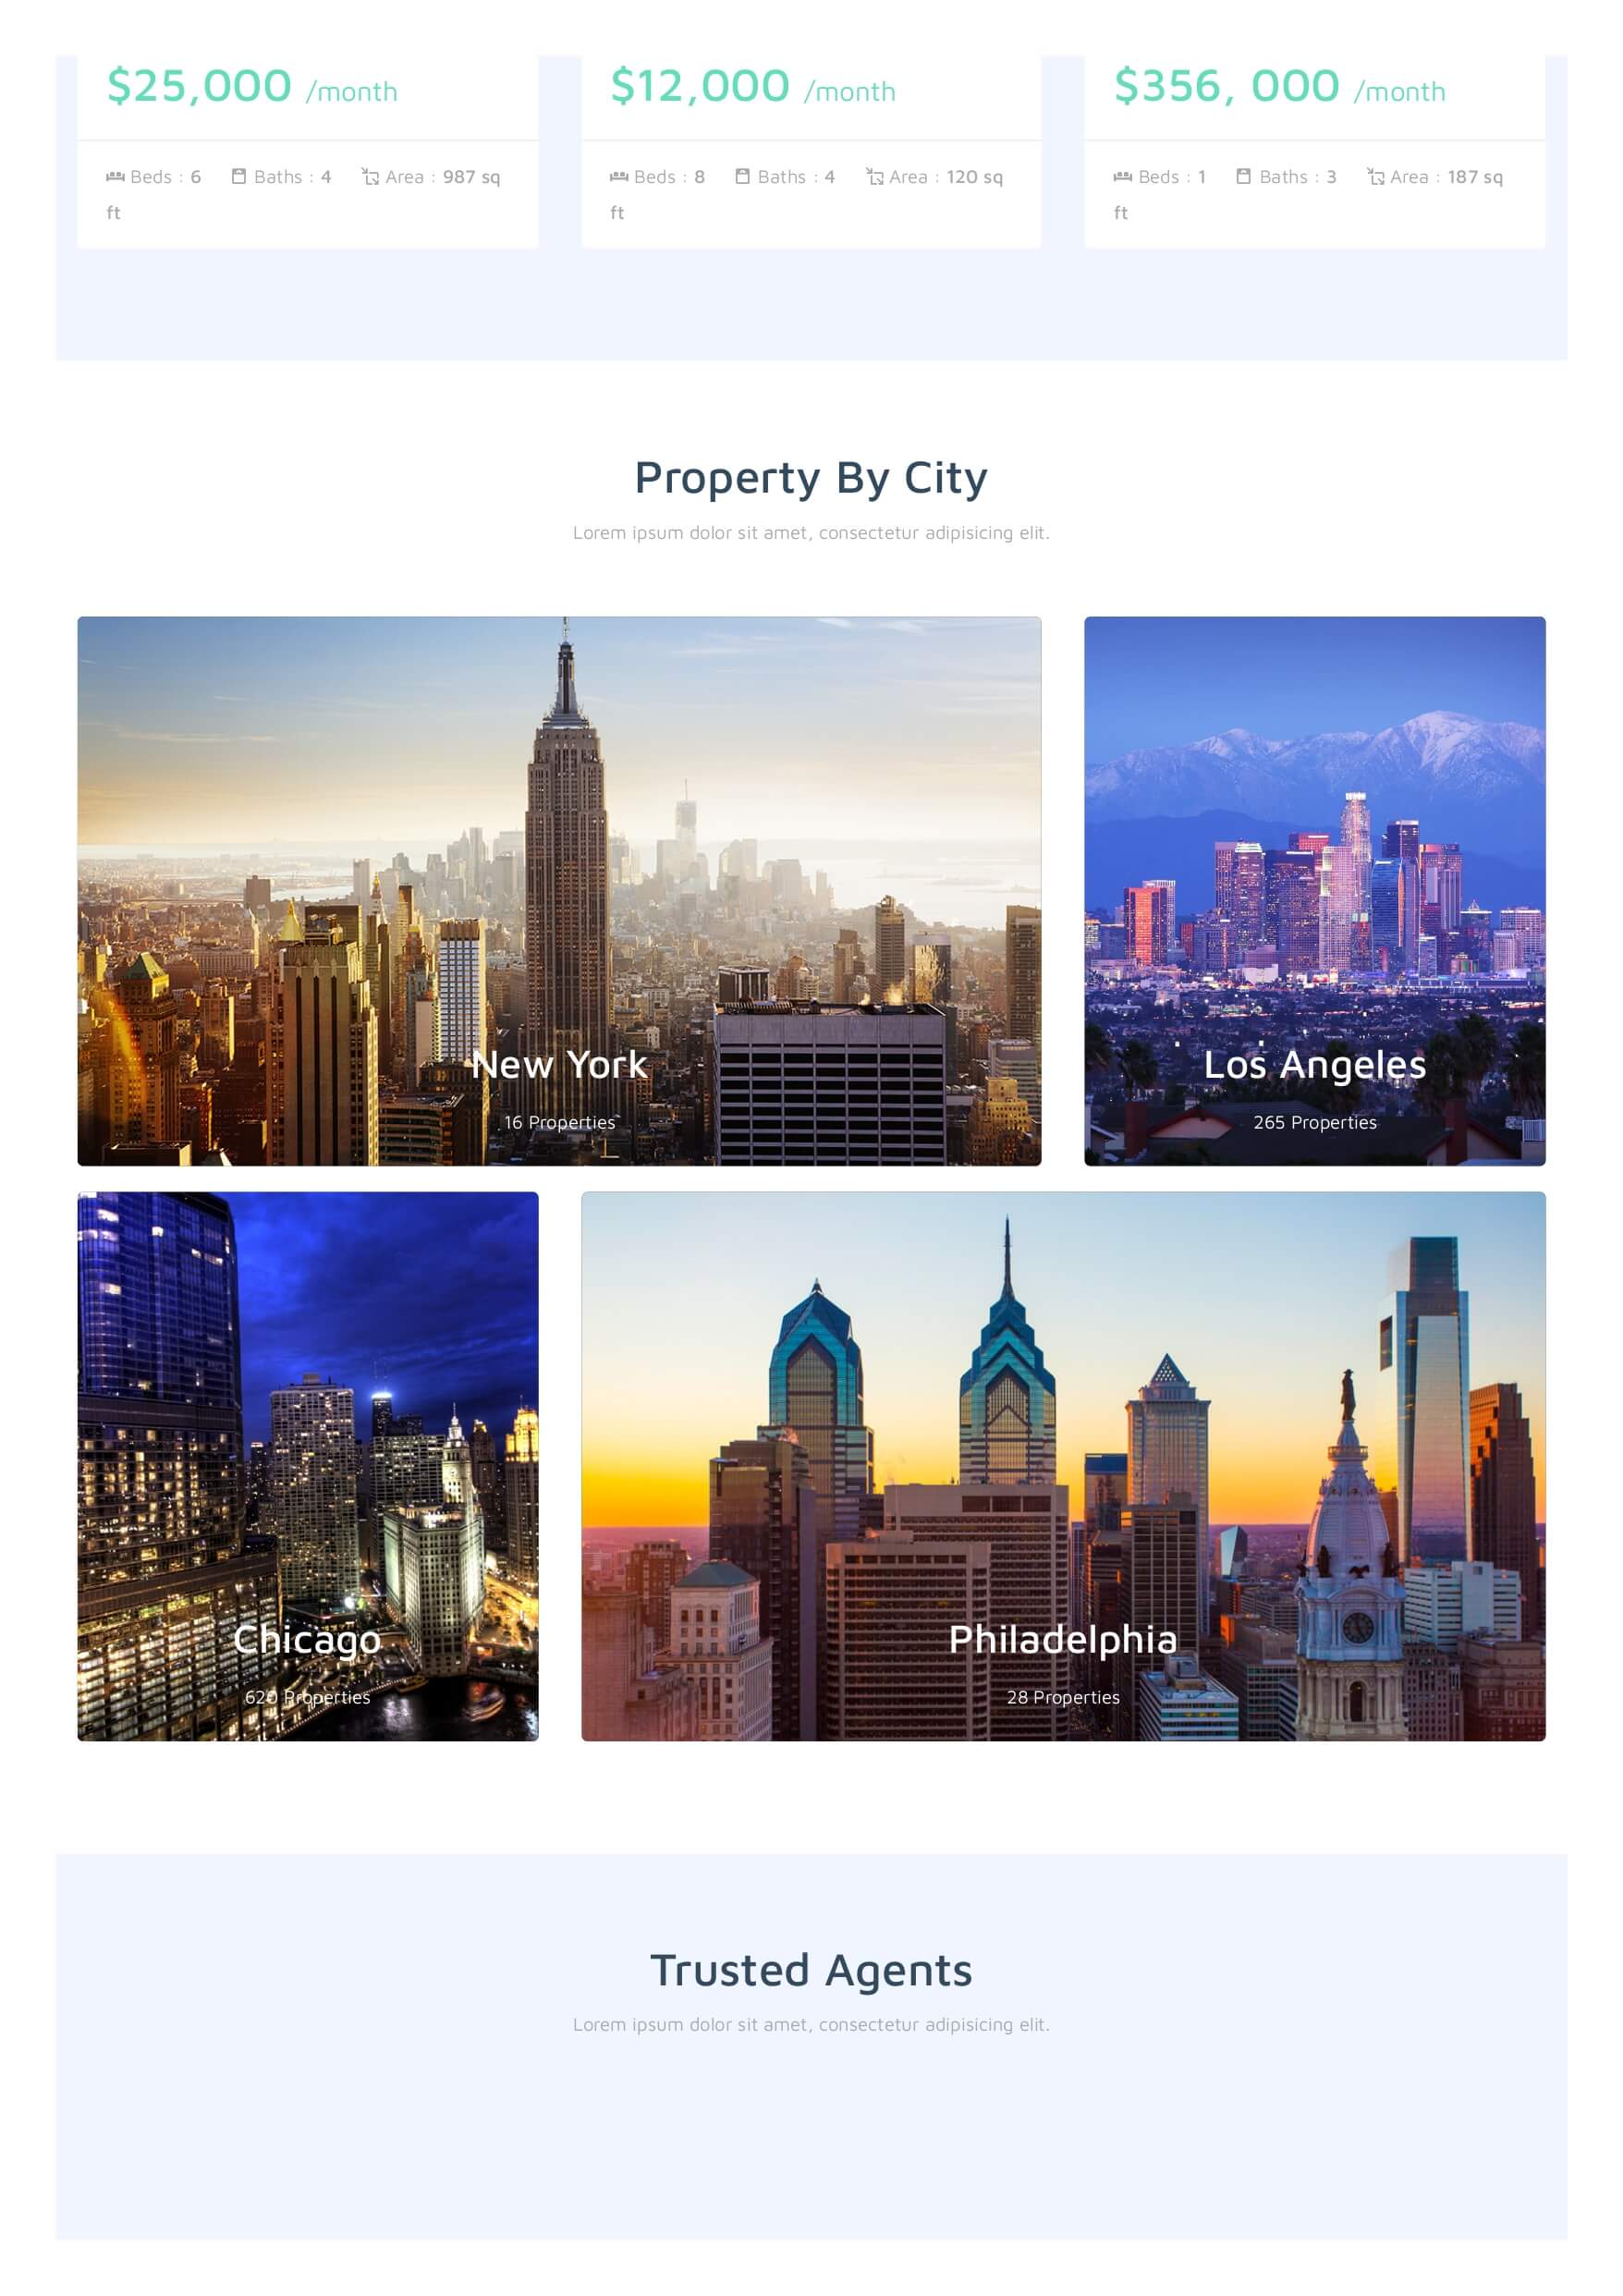 $25,000 /month
Beds : 6 Baths : 4 Area : 987 sq
ft
$12,000 /month
Beds : 8 Baths : 4 Area : 120 sq
ft
$356, 000 /month
Beds : 1 Baths : 3 Area : 187 sq
ft
Property By City
Lorem ipsum dolor sit amet, consectetur adipisicing elit.
New York
16 Properties
Los Angeles
265 Properties
Chicago
620 Properties
Philadelphia
28 Properties
Trusted Agents
Lorem ipsum dolor sit amet, consectetur adipisicing elit.